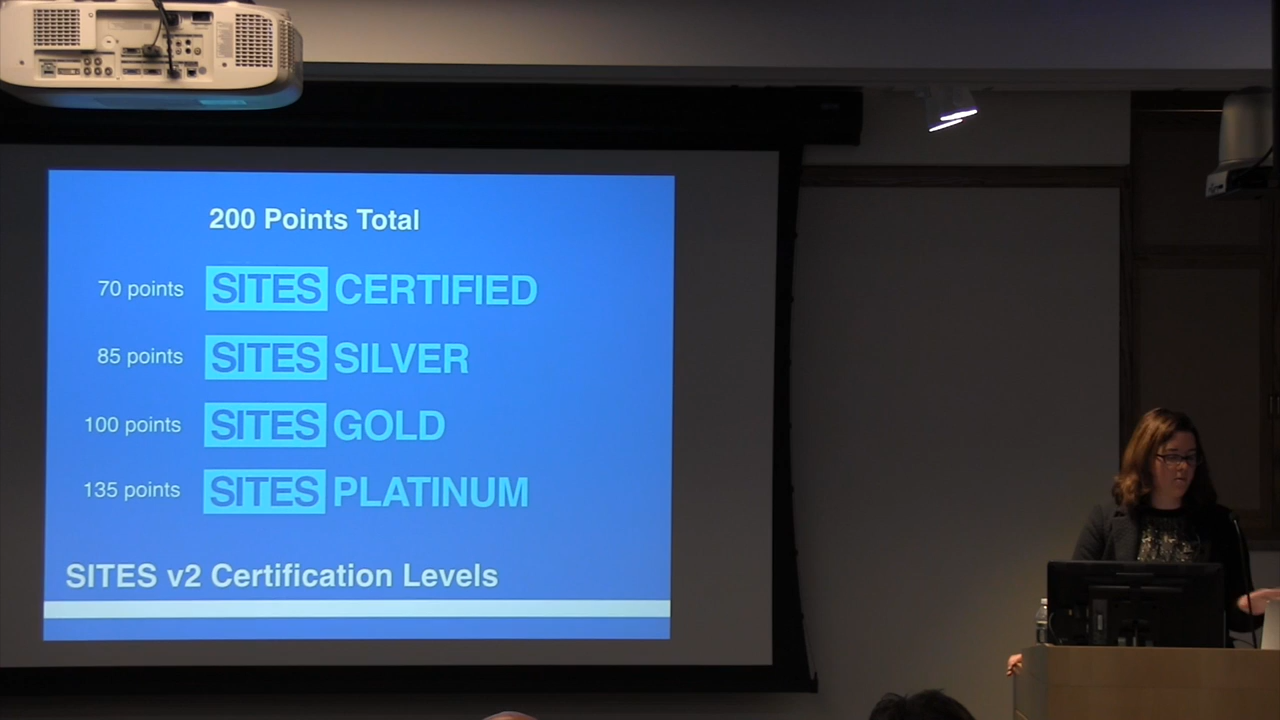 200 Points Total
70 points SITES CERTIFIED
85 points SITES SILVER
100 points SITES GOLD
135 points SITES PLATINUM
SITES v2 Certification Levels